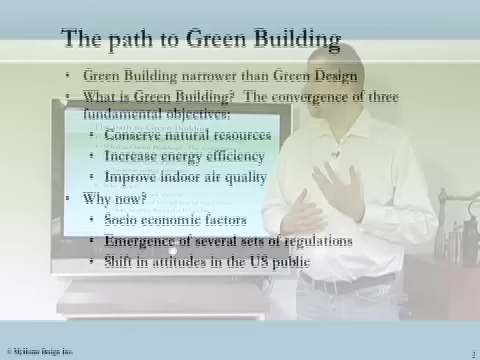 The path to Green Building
• Green Building narrower than Green Design
• What is Green Building? The convergence of three
fundamental objectives:
• Conserve natural resources
• Increase energy efficiency
• Improve indoor air quality
• Why now?
• Socio economic factors
• Emergence of several sets of regulations
• Shift in attitudes in the US public
© MyHome Design Inc.
2